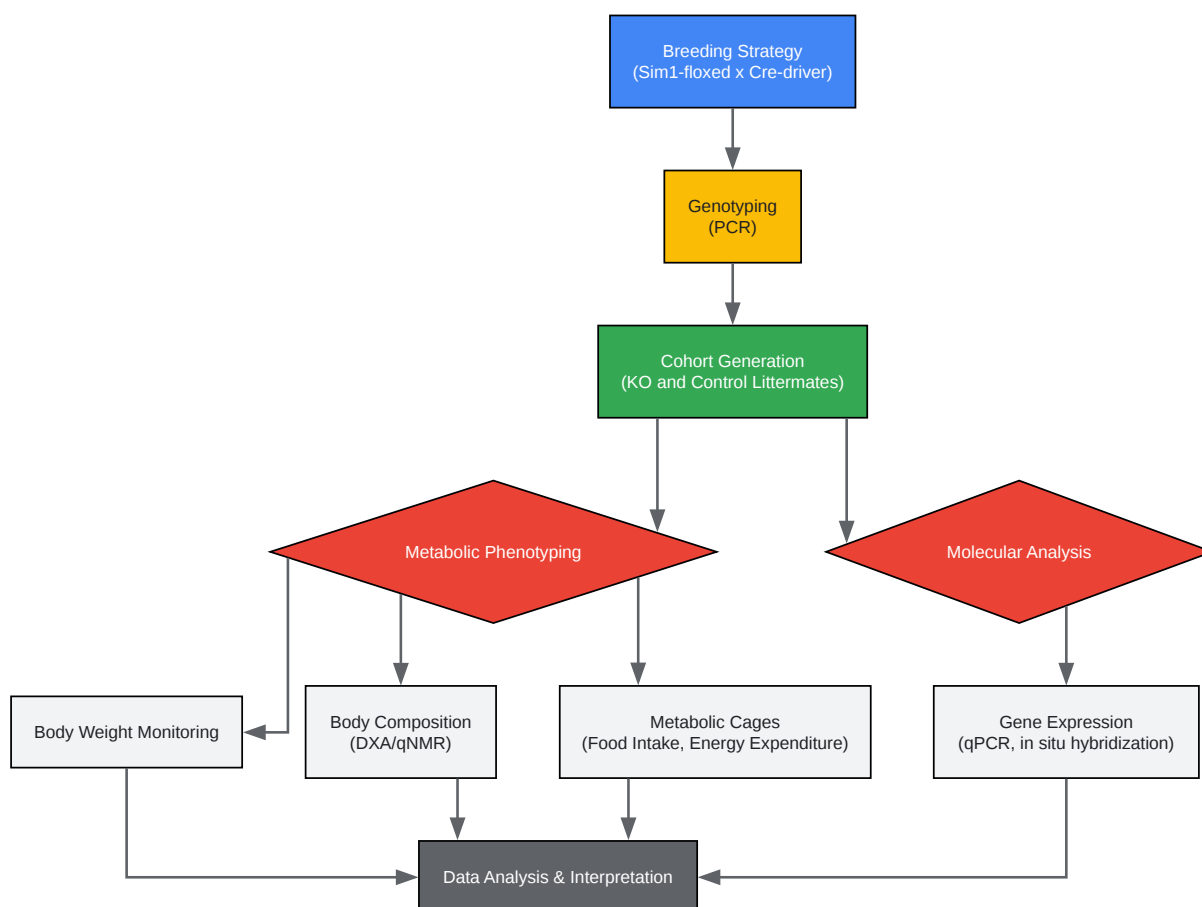 Breeding Strategy
(Sim1-floxed x Cre-driver)
Genotyping
(PCR)
Cohort Generation
(KO and Control Littermates)
Metabolic Phenotyping
Molecular Analysis
Body Weight Monitoring
Body Composition
(DXA/qNMR)
Metabolic Cages
(Food Intake, Energy Expenditure)
Gene Expression
(qPCR, in situ hybridization)
Data Analysis & Interpretation